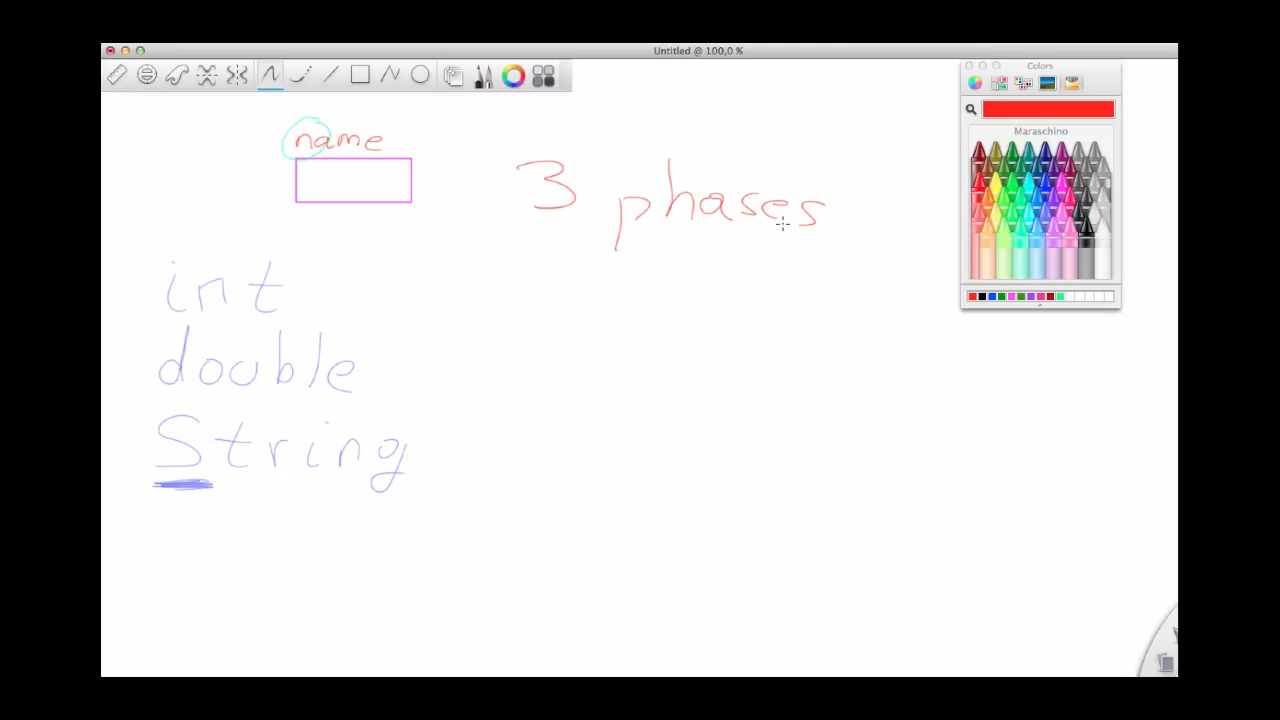 Untitled @ 100,0 %
Colors
Maraschino
name
3 phases
int
double
String